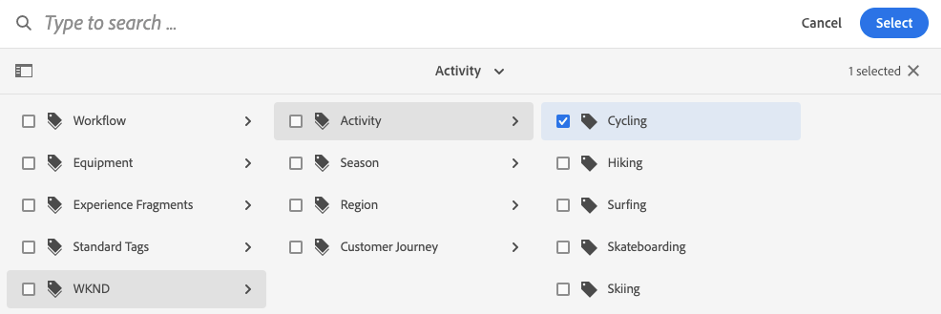 Type to search ...
Cancel
Select
Activity
1 selected
Workflow
Equipment
Experience Fragments
Standard Tags
WKND
Activity
Season
Region
Customer Journey
Cycling
Hiking
Surfing
Skateboarding
Skiing